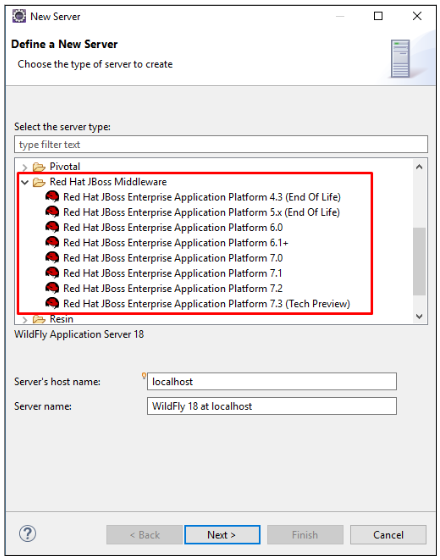 New Server
Define a New Server
Choose the type of server to create
Select the server type:
type filter text
Pivotal
Red Hat JBoss Middleware
Red Hat JBoss Enterprise Application Platform 4.3 (End Of Life)
Red Hat JBoss Enterprise Application Platform 5.x (End Of Life)
Red Hat JBoss Enterprise Application Platform 6.0
Red Hat JBoss Enterprise Application Platform 6.1+
Red Hat JBoss Enterprise Application Platform 7.0
Red Hat JBoss Enterprise Application Platform 7.1
Red Hat JBoss Enterprise Application Platform 7.2
Red Hat JBoss Enterprise Application Platform 7.3 (Tech Preview)
Resin
WildFly Application Server 18
Server's host name: localhost
Server name: WildFly 18 at localhost
? < Back Next > Finish Cancel